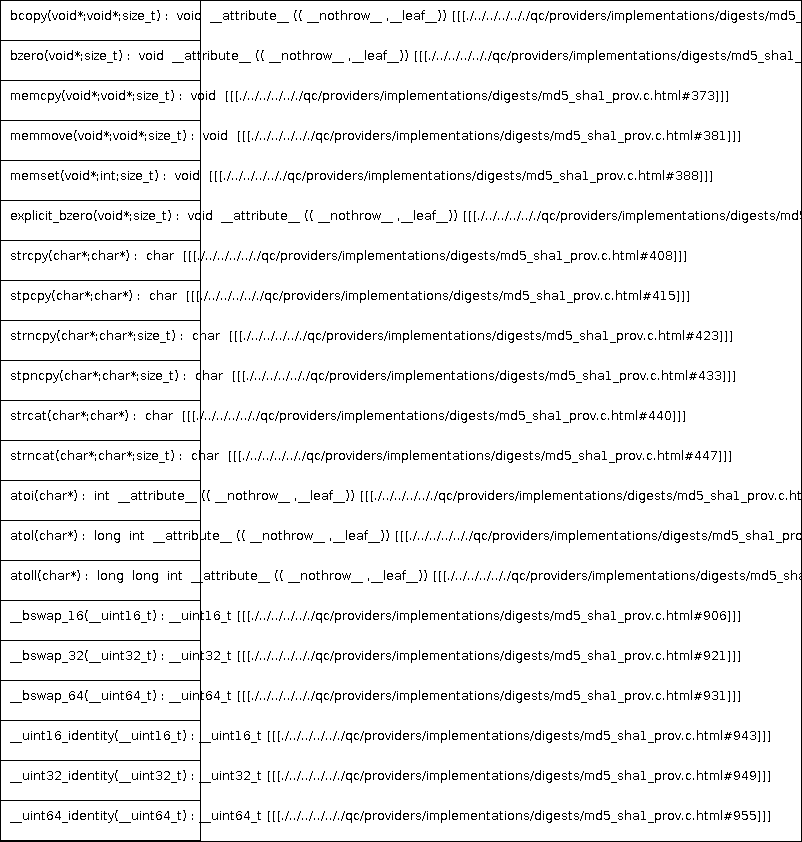 bcopy(void*;void*;size_t) : void __attribute__ (( __nothrow__ ,__leaf__)) [[[./../../../../qc/providers/implementations/digests/md5_
bzero(void*;size_t) : void __attribute__ (( __nothrow__ ,__leaf__)) [[[./../../../../qc/providers/implementations/digests/md5_sha1_
memcpy(void*;void*;size_t) : void [[[./../../../../qc/providers/implementations/digests/md5_sha1_prov.c.html#373]]]
memmove(void*;void*;size_t) : void [[[./../../../../qc/providers/implementations/digests/md5_sha1_prov.c.html#381]]]
memset(void*;int;size_t) : void [[[./../../../../qc/providers/implementations/digests/md5_sha1_prov.c.html#388]]]
explicit_bzero(void*;size_t) : void __attribute__ (( __nothrow__ ,__leaf__)) [[[./../../../../qc/providers/implementations/digests/md5
strcpy(char*;char*) : char [[[./../../../../qc/providers/implementations/digests/md5_sha1_prov.c.html#408]]]
stpcpy(char*;char*) : char [[[./../../../../qc/providers/implementations/digests/md5_sha1_prov.c.html#415]]]
strncpy(char*;char*;size_t) : char [[[./../../../../qc/providers/implementations/digests/md5_sha1_prov.c.html#423]]]
stpncpy(char*;char*;size_t) : char [[[./../../../../qc/providers/implementations/digests/md5_sha1_prov.c.html#433]]]
strcat(char*;char*) : char [[[./../../../../qc/providers/implementations/digests/md5_sha1_prov.c.html#440]]]
strncat(char*;char*;size_t) : char [[[./../../../../qc/providers/implementations/digests/md5_sha1_prov.c.html#447]]]
atoi(char*) : int __attribute__ (( __nothrow__ ,__leaf__)) [[[./../../../../qc/providers/implementations/digests/md5_sha1_prov.c.ht
atol(char*) : long int __attribute__ (( __nothrow__ ,__leaf__)) [[[./../../../../qc/providers/implementations/digests/md5_sha1_pro
atoll(char*) : long long int __attribute__ (( __nothrow__ ,__leaf__)) [[[./../../../../qc/providers/implementations/digests/md5_sha
__bswap_16(__uint16_t) : __uint16_t [[[./../../../../qc/providers/implementations/digests/md5_sha1_prov.c.html#906]]]
__bswap_32(__uint32_t) : __uint32_t [[[./../../../../qc/providers/implementations/digests/md5_sha1_prov.c.html#921]]]
__bswap_64(__uint64_t) : __uint64_t [[[./../../../../qc/providers/implementations/digests/md5_sha1_prov.c.html#931]]]
__uint16_identity(__uint16_t) : __uint16_t [[[./../../../../qc/providers/implementations/digests/md5_sha1_prov.c.html#943]]]
__uint32_identity(__uint32_t) : __uint32_t [[[./../../../../qc/providers/implementations/digests/md5_sha1_prov.c.html#949]]]
__uint64_identity(__uint64_t) : __uint64_t [[[./../../../../qc/providers/implementations/digests/md5_sha1_prov.c.html#955]]]